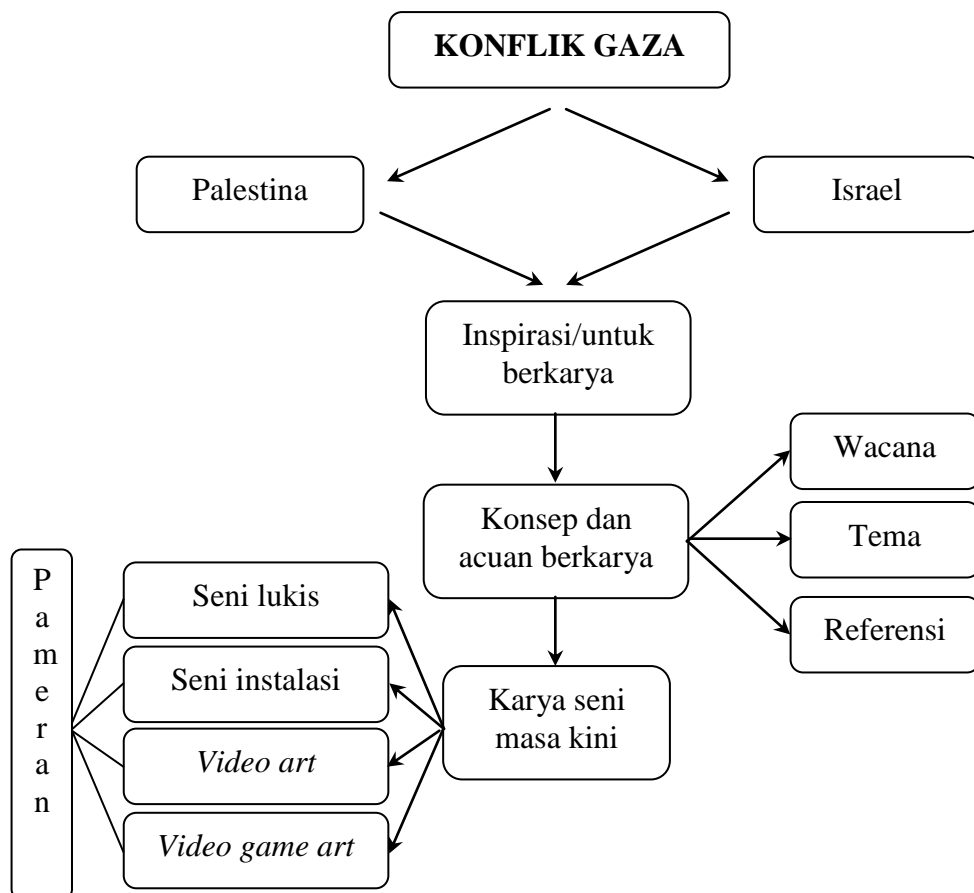 KONFLIK GAZA
Palestina
Israel
Inspirasi/untuk
berkarya
Konsep dan
acuan berkarya
Wacana
Tema
Referensi
Karya seni
masa kini
Seni lukis
Seni instalasi
Video art
Video game art
P
a
m
e
r
a
n